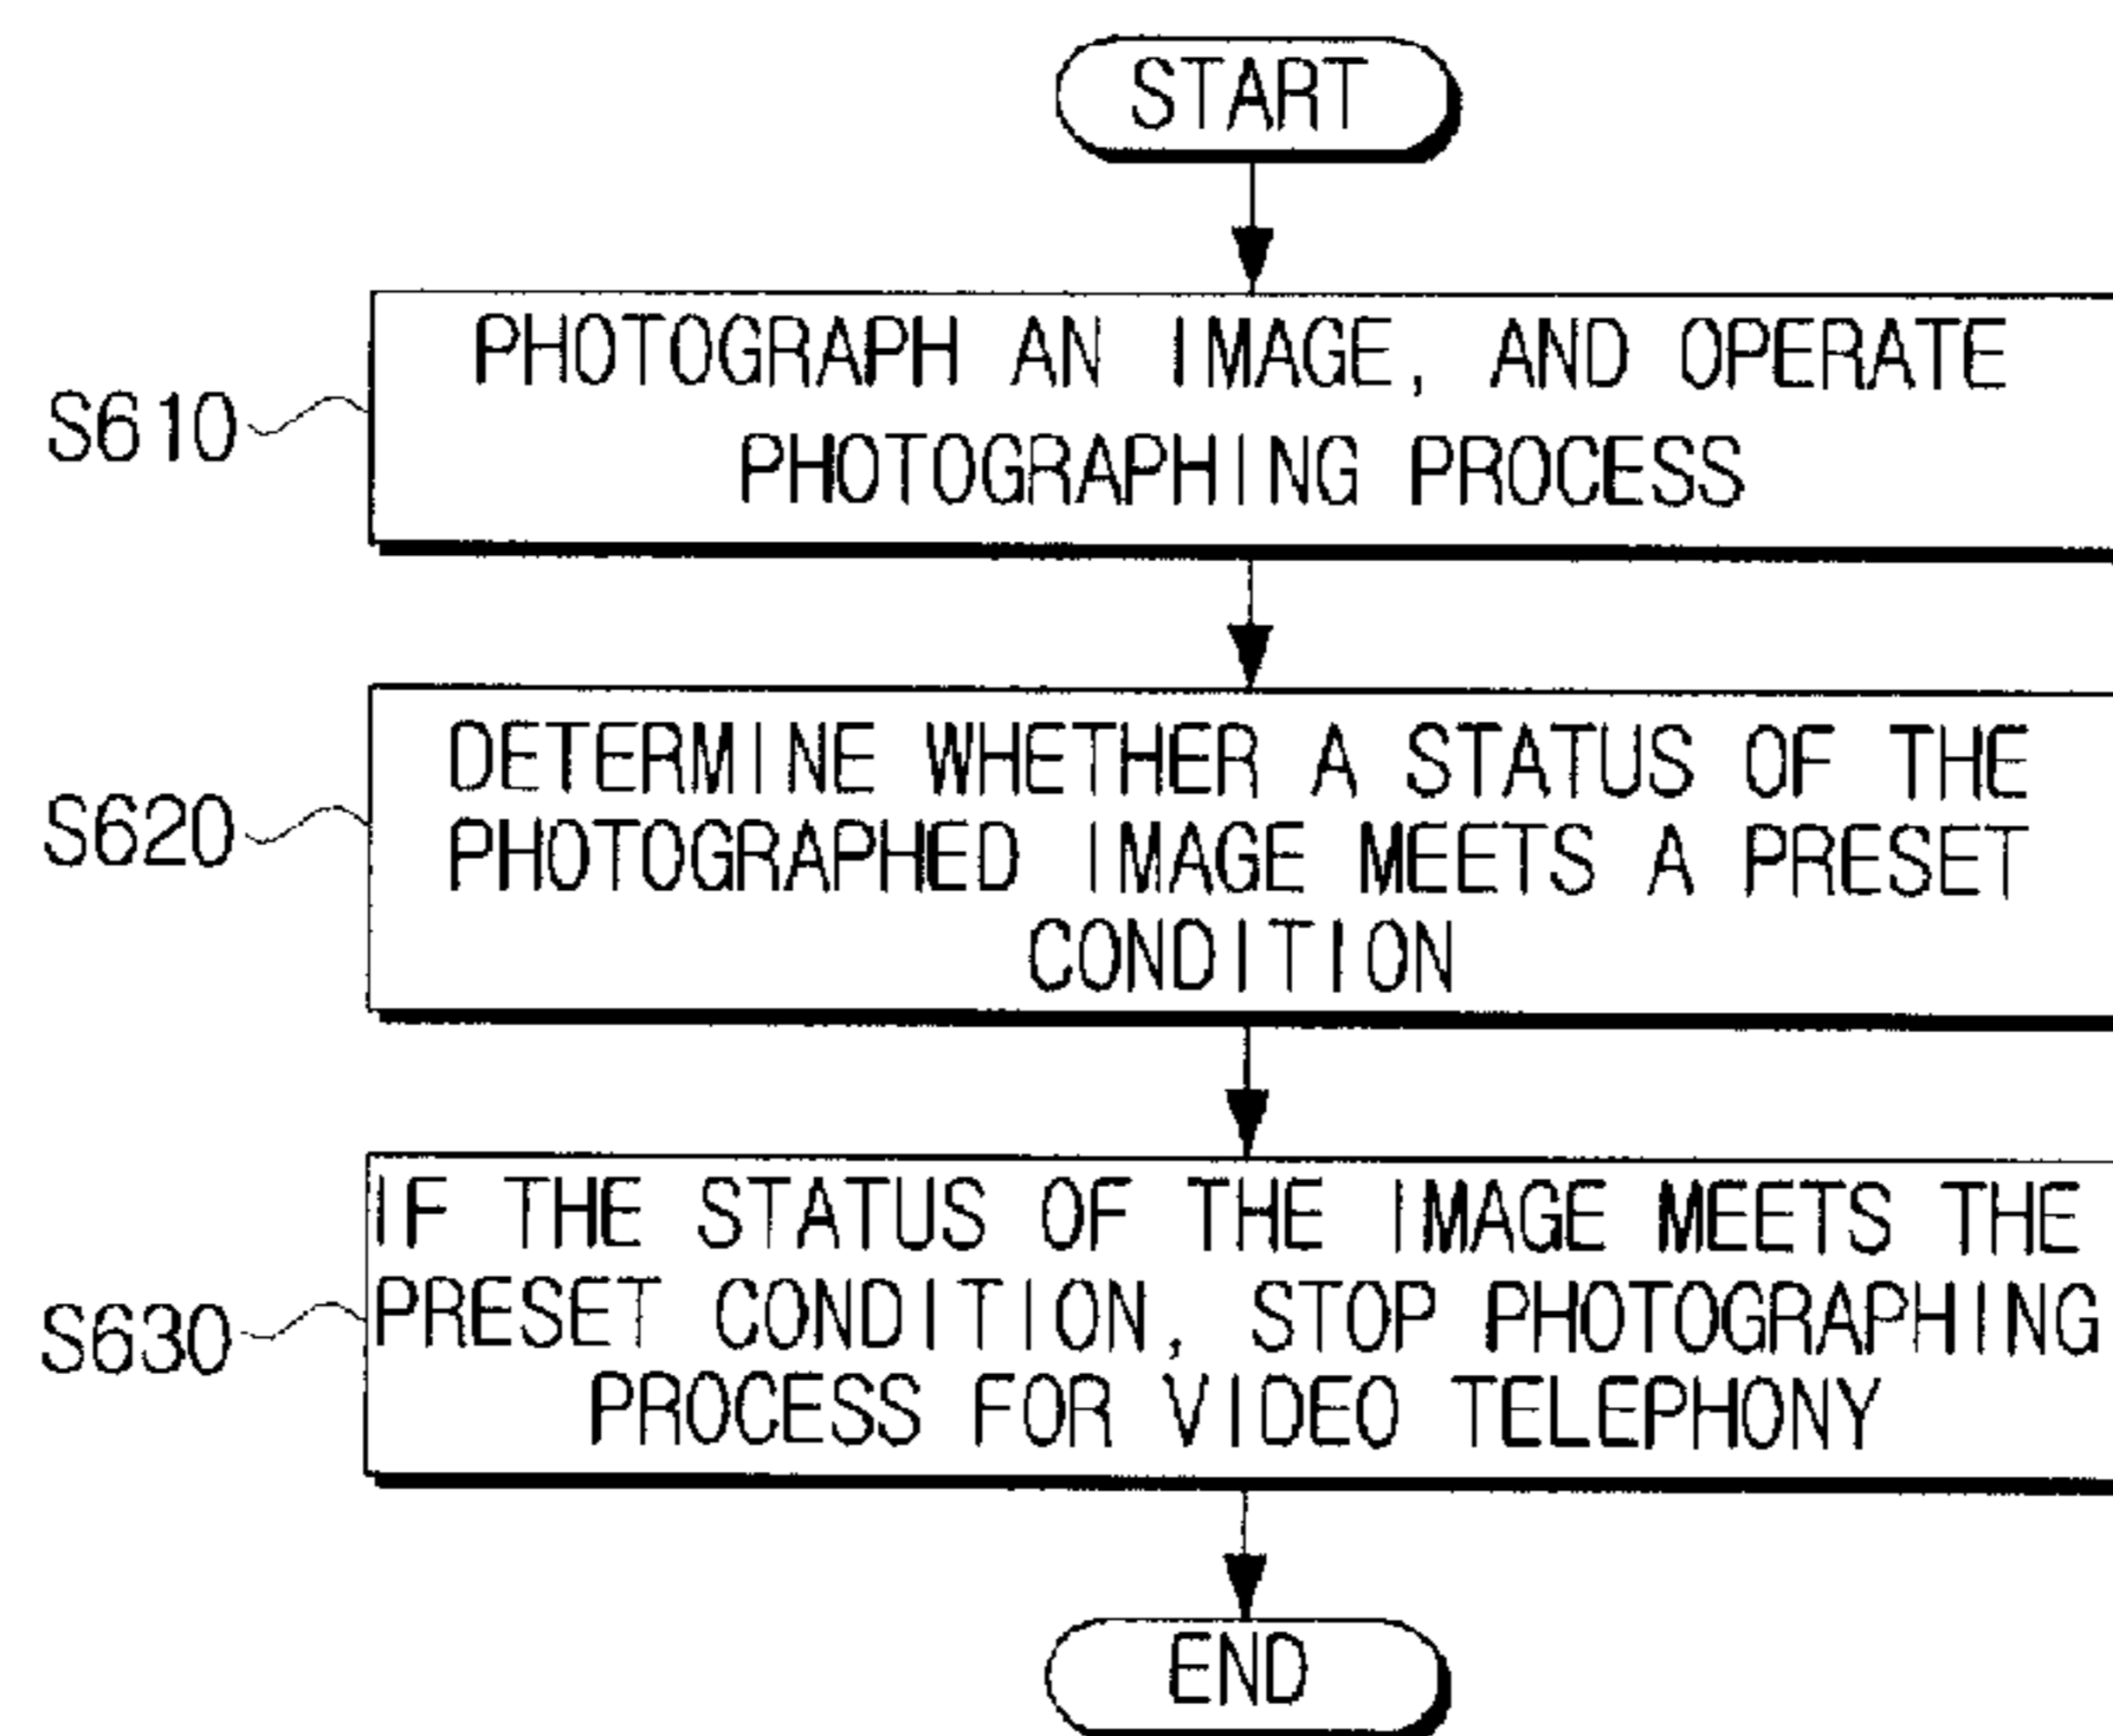 START
S610
PHOTOGRAPH AN IMAGE, AND OPERATE
PHOTOGRAPHING PROCESS
S620
DETERMINE WHETHER A STATUS OF THE
PHOTOGRAPHED IMAGE MEETS A PRESET
CONDITION
S630
IF THE STATUS OF THE IMAGE MEETS THE
PRESET CONDITION, STOP PHOTOGRAPHING
PROCESS FOR VIDEO TELEPHONY
END